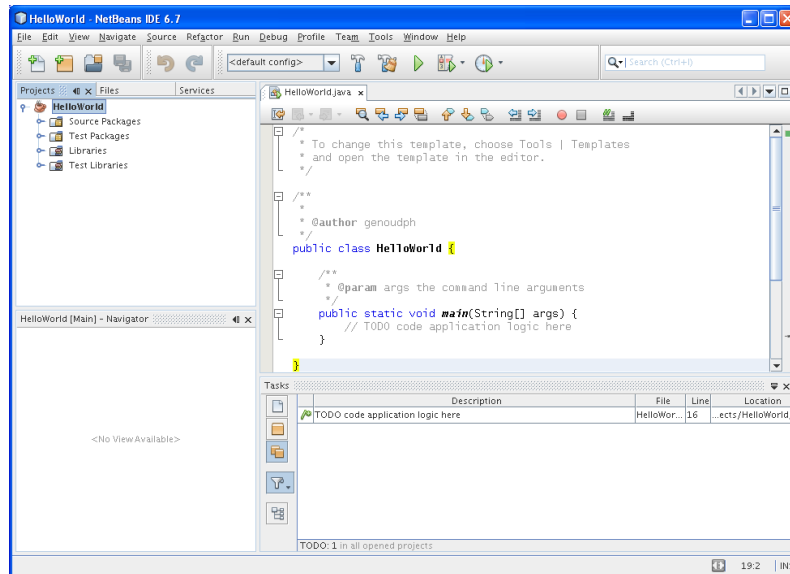 HelloWorld - NetBeans IDE 6.7
File Edit View Navigate Source Refactor Run Debug Profile Team Tools Window Help
<default config>
Search (Ctrl+I)
Projects Files Services
HelloWorld
Source Packages
Test Packages
Libraries
Test Libraries
HelloWorld [Main] - Navigator
<No View Available>
HelloWorld.java x
/*
* To change this template, choose Tools | Templates
* and open the template in the editor.
*/
/**
*
* @author genoudph
*/
public class HelloWorld {
/**
* @param args the command line arguments
*/
public static void main(String[] args) {
// TODO code application logic here
}
}
Tasks
Description File Line Location
TODO code application logic here HelloWor... 16 ...ects/HelloWorld
TODO: 1 in all opened projects
19:2 IN